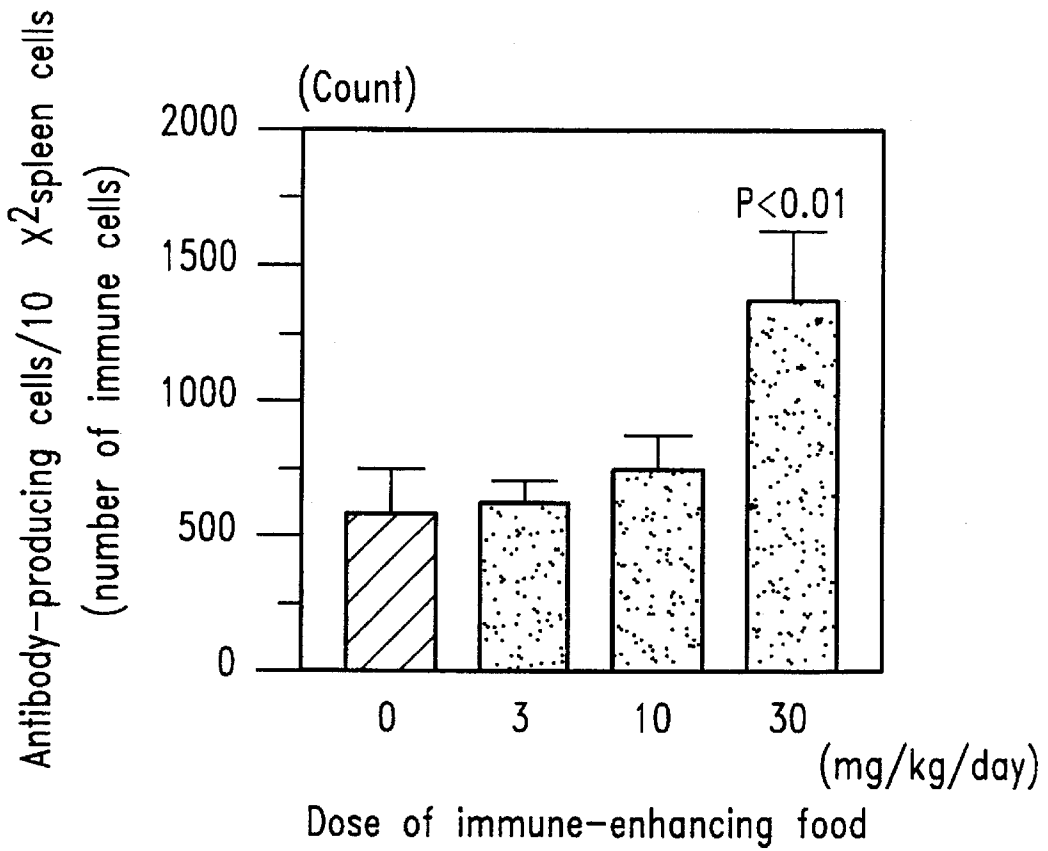 Antibody-producing cells/10 X²spleen cells
(number of immune cells)
(Count)
2000
1500
1000
500
0
P<0.01
0 3 10 30
(mg/kg/day)
Dose of immune-enhancing food